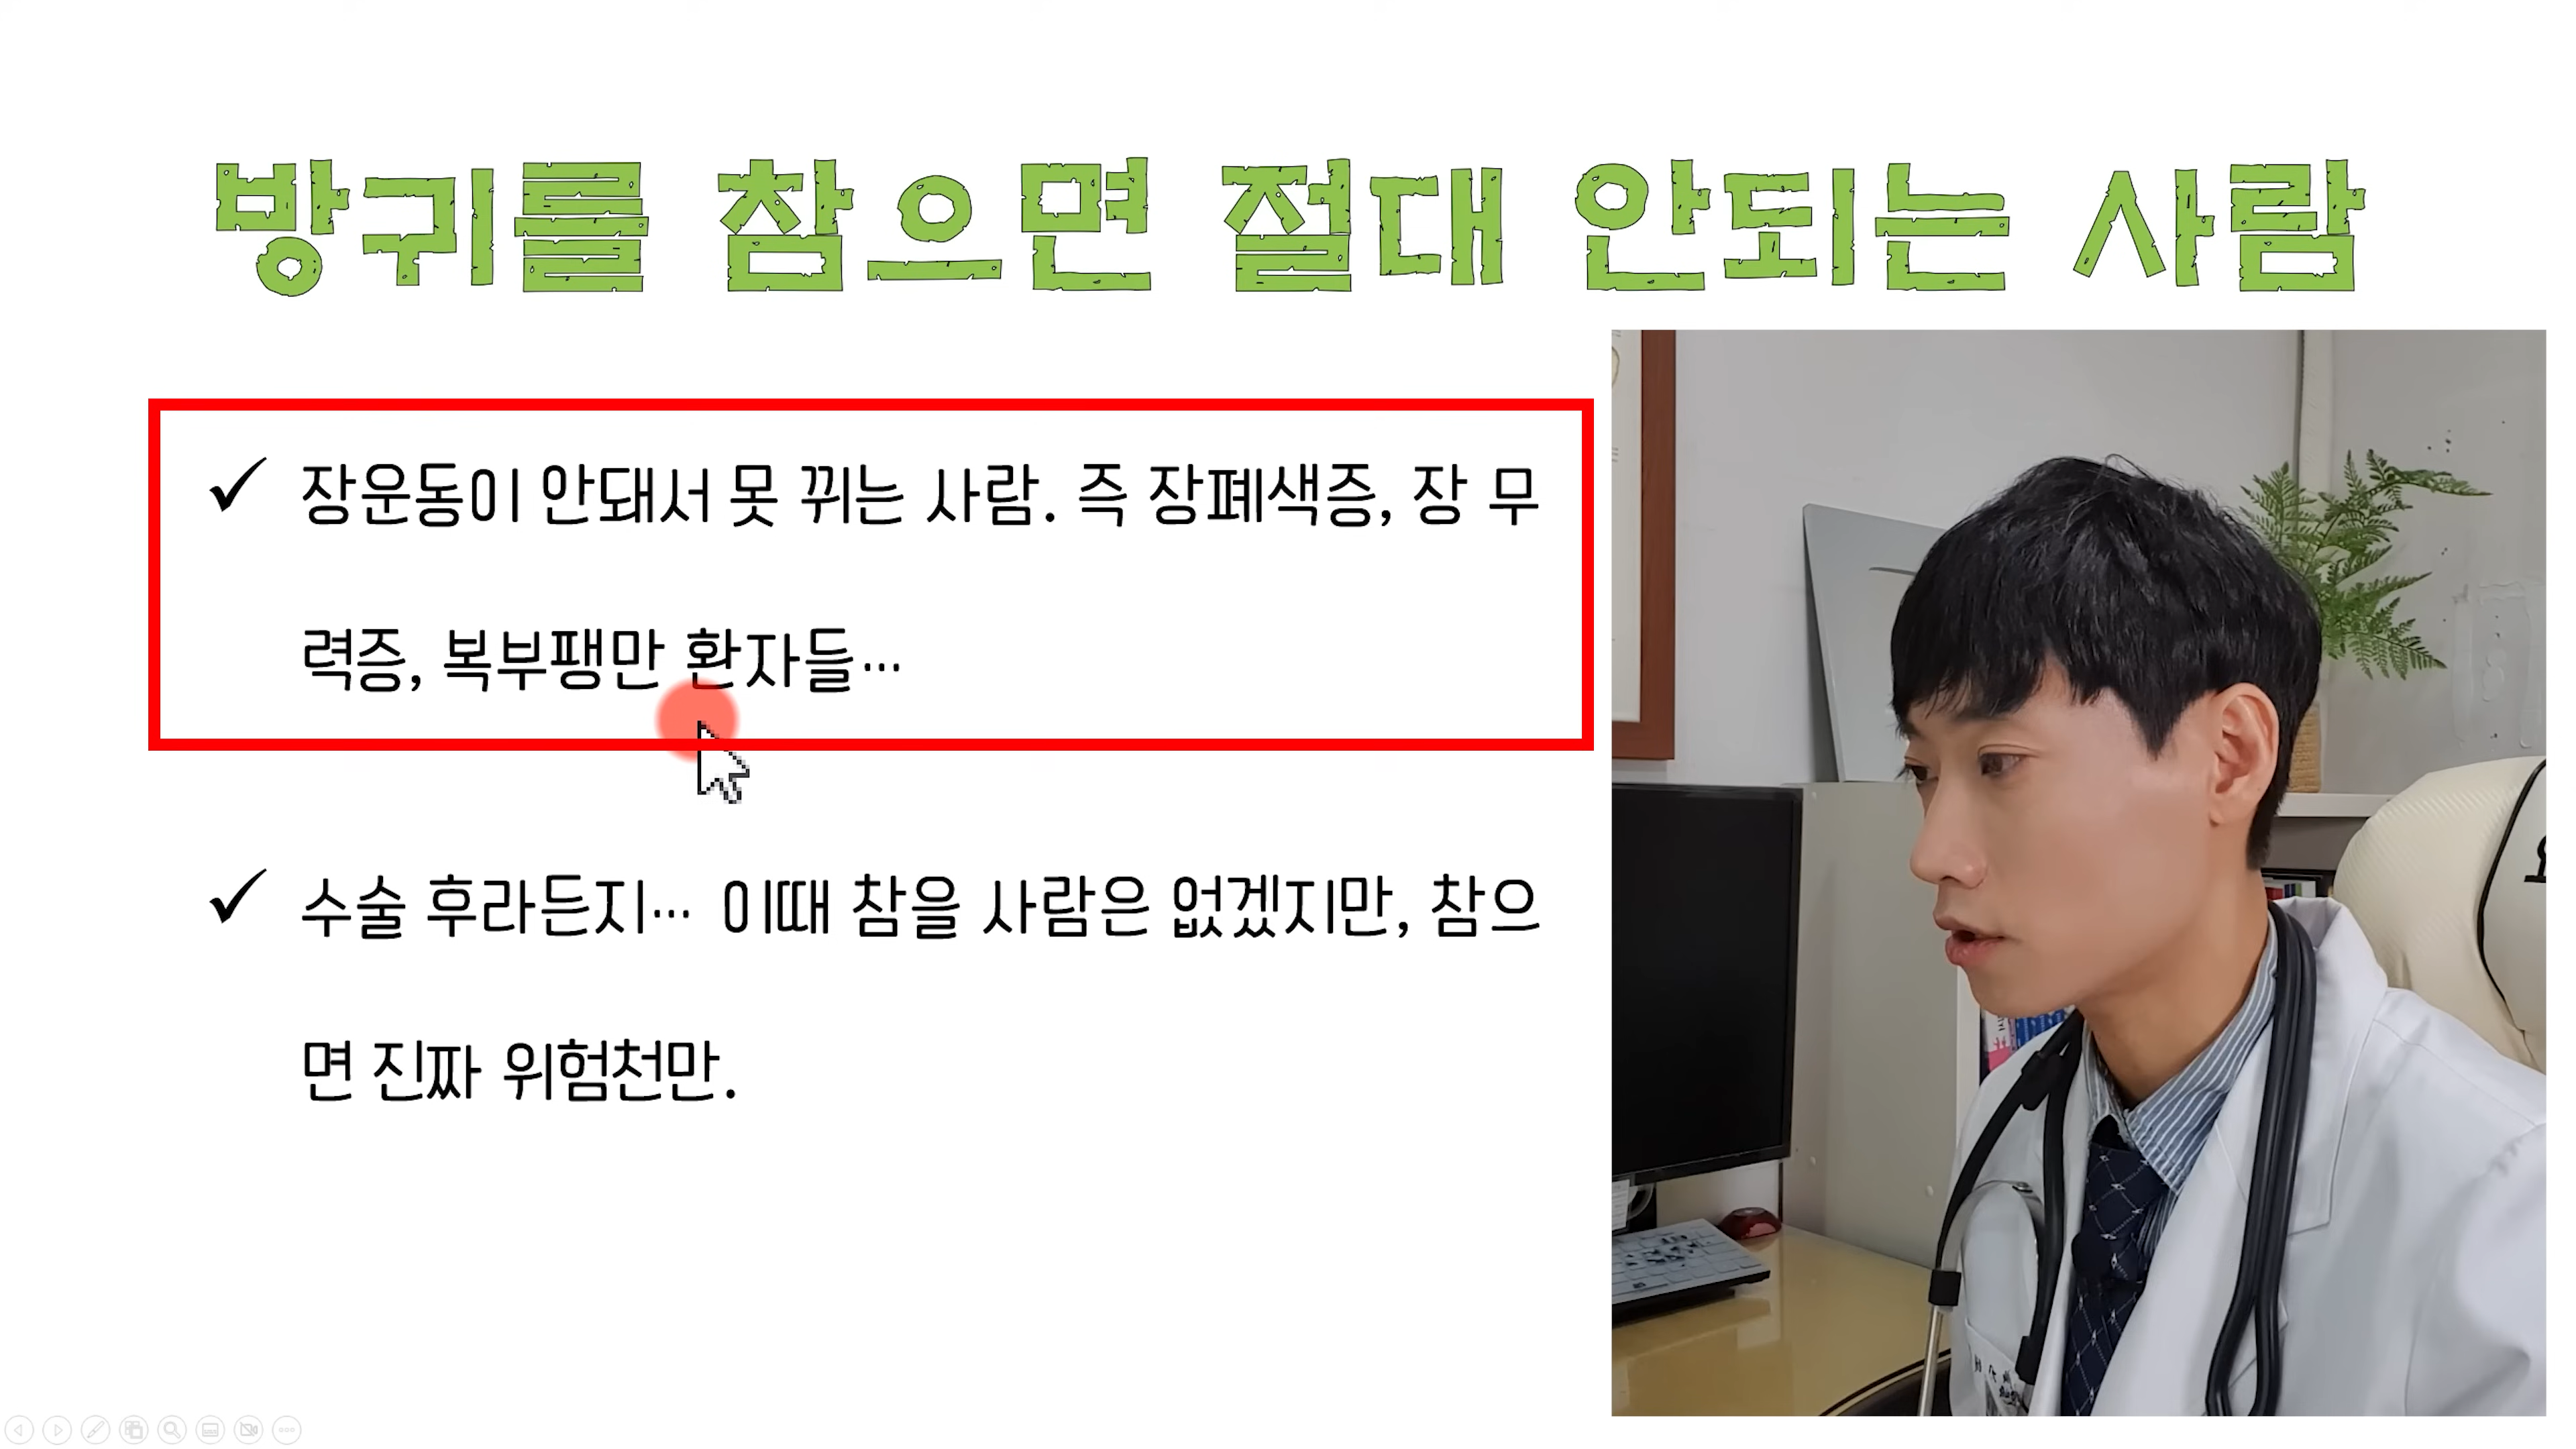 방귀를 참으면 절대 안되는 사람
✓ 장운동이 안돼서 못 뀌는 사람. 즉 장폐색증, 장 무
력증, 복부팽만 환자들…
✓ 수술 후라든지… 이때 참을 사람은 없겠지만, 참으
면 진짜 위험천만.